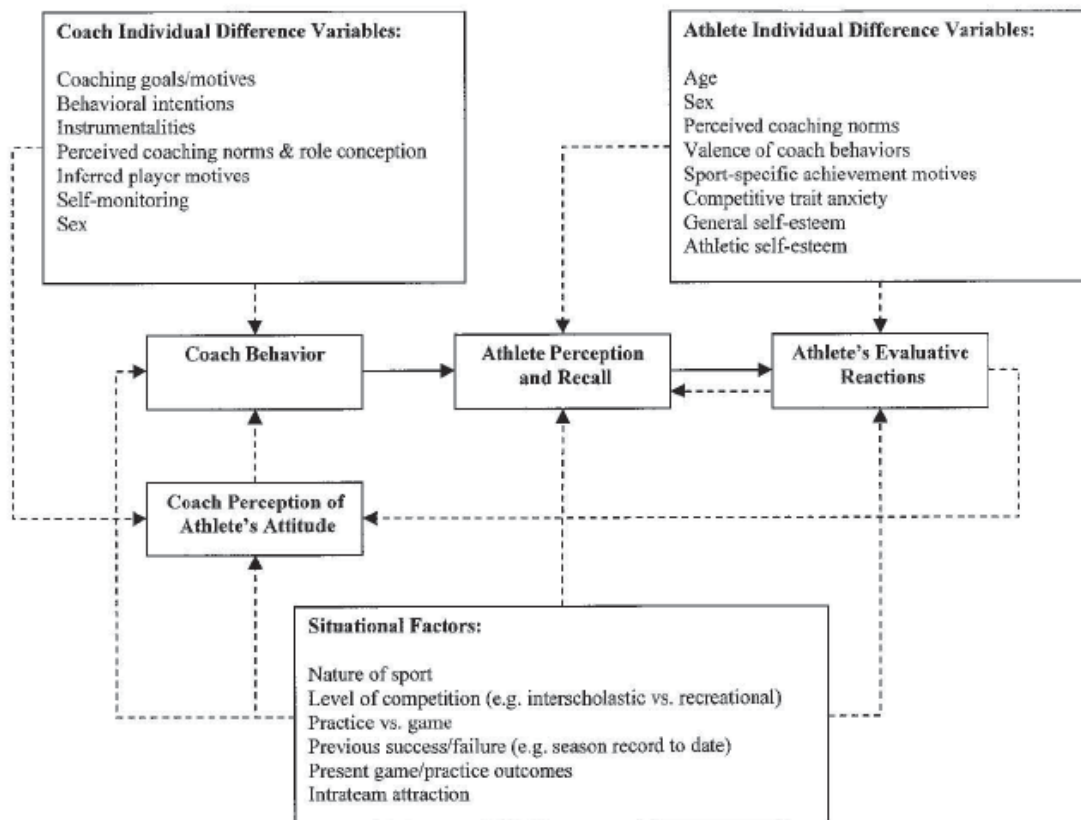 Coach Individual Difference Variables:
Coaching goals/motives
Behavioral intentions
Instrumentalities
Perceived coaching norms & role conception
Inferred player motives
Self-monitoring
Sex
Athlete Individual Difference Variables:
Age
Sex
Perceived coaching norms
Valence of coach behaviors
Sport-specific achievement motives
Competitive trait anxiety
General self-esteem
Athletic self-esteem
Coach Behavior
Athlete Perception
and Recall
Athlete's Evaluative
Reactions
Coach Perception of
Athlete's Attitude
Situational Factors:
Nature of sport
Level of competition (e.g. interscholastic vs. recreational)
Practice vs. game
Previous success/failure (e.g. season record to date)
Present game/practice outcomes
Intrateam attraction